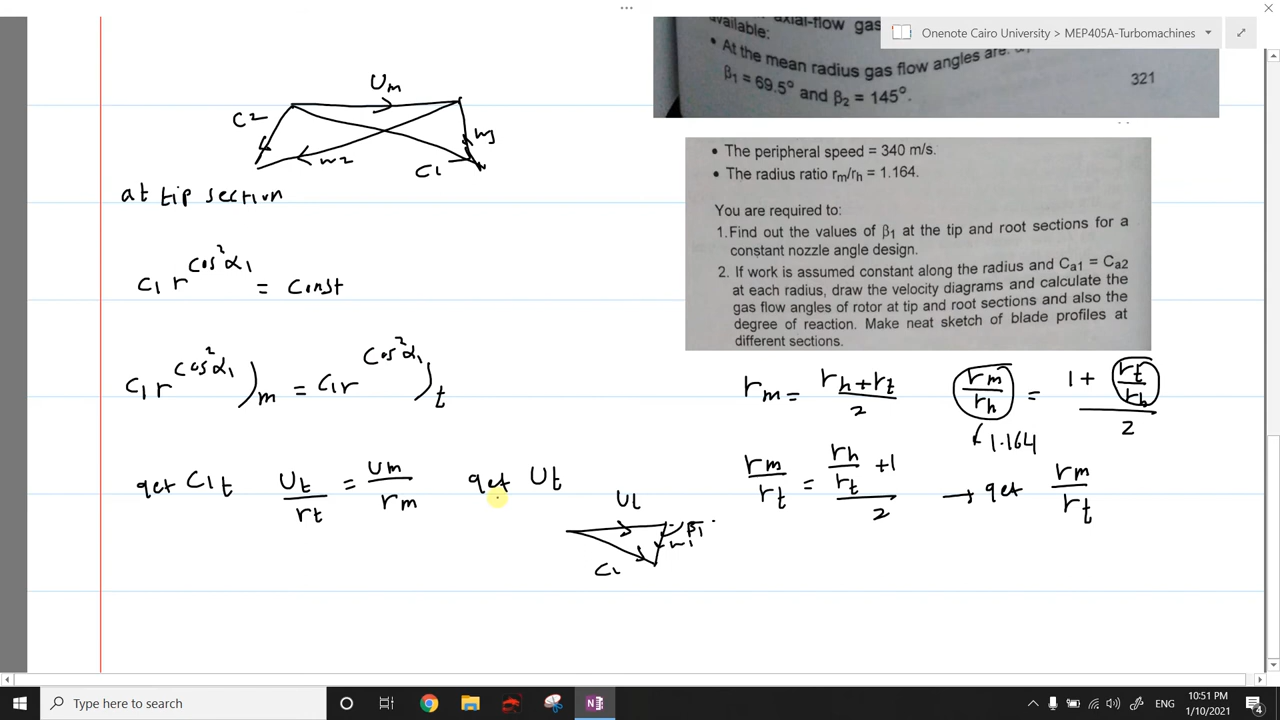 Onenote Cairo University > MEP405A-Turbomachines
available:
• At the mean radius gas flow angles are:
β1 = 69.5° and β2 = 145°.
321
• The peripheral speed = 340 m/s.
• The radius ratio rm/rh = 1.164.
You are required to:
1.Find out the values of β1 at the tip and root sections for a
constant nozzle angle design.
2. If work is assumed constant along the radius and Ca1 = Ca2
at each radius, draw the velocity diagrams and calculate the
gas flow angles of rotor at tip and root sections and also the
degree of reaction. Make neat sketch of blade profiles at
different sections.
Um
C2
w2
C1
at tip section
C1 r^cos²α1 = const
C1 r^cos²α1)m = C1 r^cos²α1)t
get C1t Ut/rt = Um/rm get Ut
Ut
β1
w1
C1
rm = (rh+rt)/2 rm/rh = (1 + rt/rh)/2
1.164
rm/rt = (rh/rt + 1)/2 → get rm/rt
Type here to search
ENG
10:51 PM
1/10/2021
4